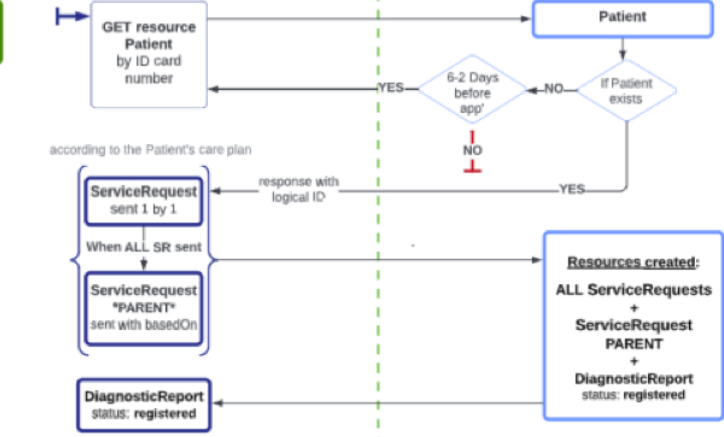 GET resource
Patient
by ID card
number
Patient
If Patient
exists
NO
6-2 Days
before
app'
YES
NO
YES
according to the Patient's care plan
response with
logical ID
ServiceRequest
sent 1 by 1
When ALL SR sent
ServiceRequest
*PARENT*
sent with basedOn
Resources created:
ALL ServiceRequests
+
ServiceRequest
PARENT
+
DiagnosticReport
status: registered
DiagnosticReport
status: registered